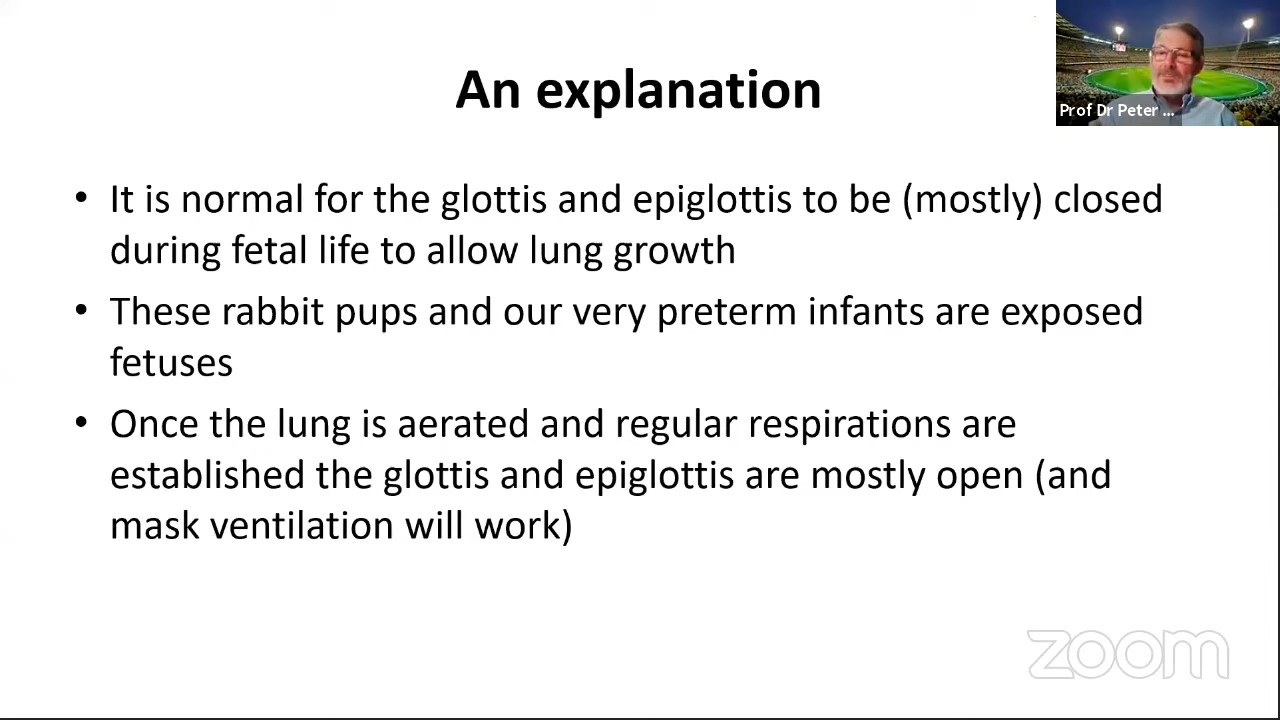 An explanation
Prof Dr Peter ...
• It is normal for the glottis and epiglottis to be (mostly) closed
during fetal life to allow lung growth
• These rabbit pups and our very preterm infants are exposed
fetuses
• Once the lung is aerated and regular respirations are
established the glottis and epiglottis are mostly open (and
mask ventilation will work)
zoom